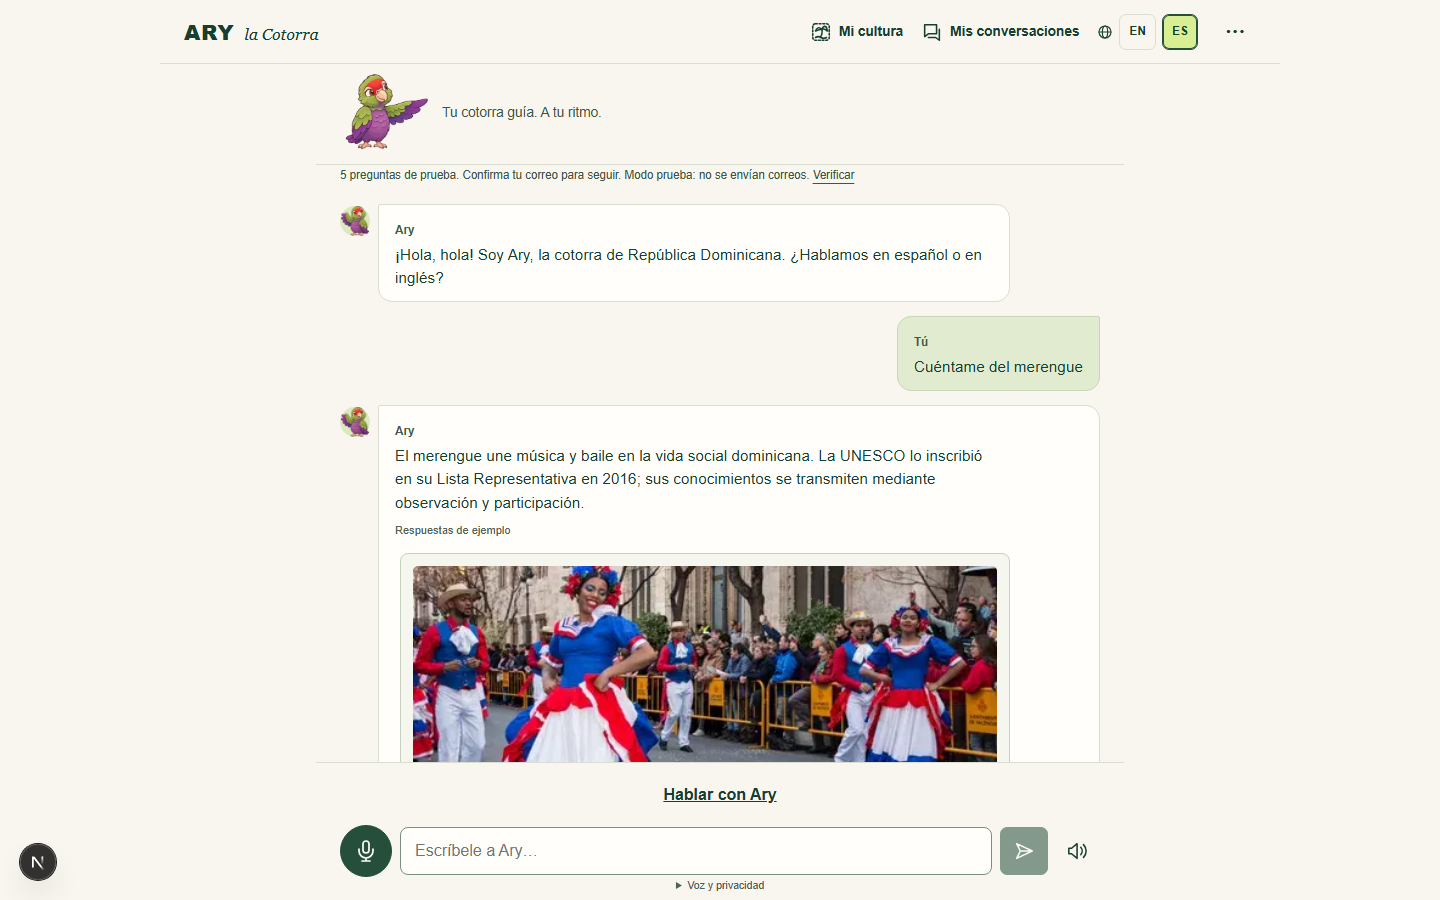 ARY la Cotorra
Mi cultura
Mis conversaciones
EN
ES
Tu cotorra guía. A tu ritmo.
5 preguntas de prueba. Confirma tu correo para seguir. Modo prueba: no se envían correos. Verificar
Ary
¡Hola, hola! Soy Ary, la cotorra de República Dominicana. ¿Hablamos en español o en
inglés?
Tú
Cuéntame del merengue
Ary
El merengue une música y baile en la vida social dominicana. La UNESCO lo inscribió
en su Lista Representativa en 2016; sus conocimientos se transmiten mediante
observación y participación.
Respuestas de ejemplo
Hablar con Ary
Escríbele a Ary…
N
Voz y privacidad